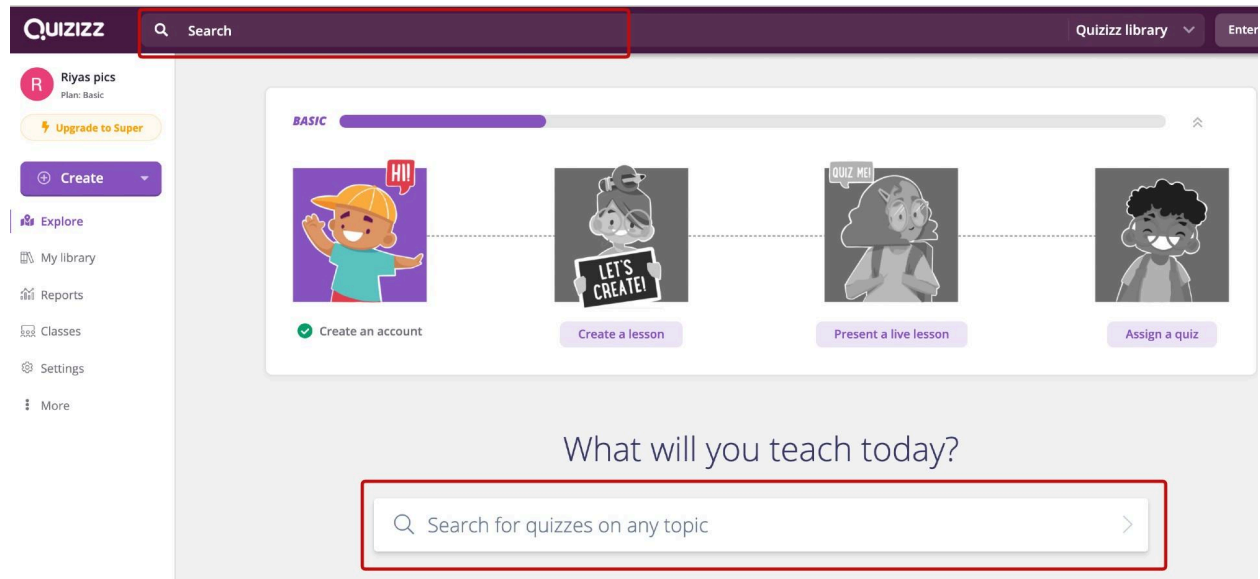 QUIZIZZ
Search
Quizizz library
Enter
R
Riyas pics
Plan: Basic
Upgrade to Super
Create
Explore
My library
Reports
Classes
Settings
More
BASIC
HI!
LET'S
CREATE!
QUIZ ME!
Create an account
Create a lesson
Present a live lesson
Assign a quiz
What will you teach today?
Search for quizzes on any topic